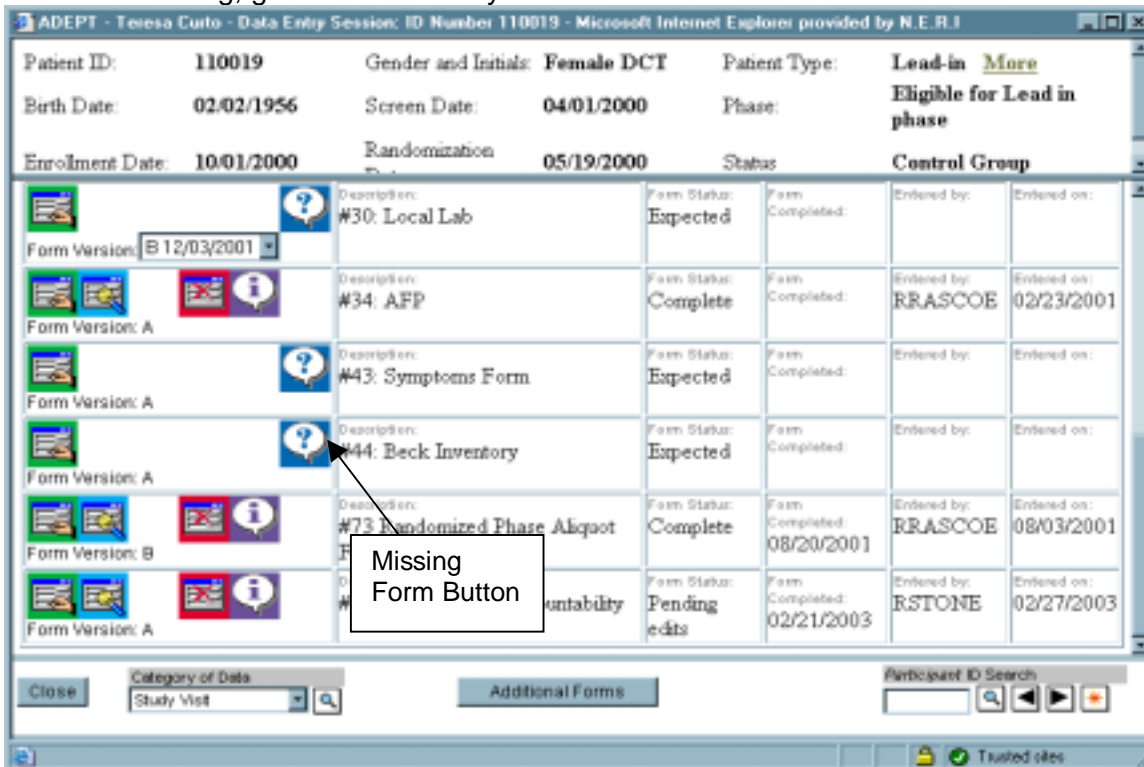 ADEPT - Teresa Curto - Data Entry Session: ID Number 110019 - Microsoft Internet Explorer provided by N.E.R.I
Patient ID: 110019 Gender and Initials: Female DCT Patient Type: Lead-in More
Birth Date: 02/02/1956 Screen Date: 04/01/2000 Phase: Eligible for Lead in
phase
Enrollment Date: 10/01/2000 Randomization 05/19/2000 Status Control Group
Description: Form Status: Form Entered by: Entered on:
#30: Local Lab Expected Completed:
Form Version: B 12/03/2001
Description: Form Status: Form Entered by: Entered on:
#34: AFP Complete Completed: RRASCOE 02/23/2001
Form Version: A
Description: Form Status: Form Entered by: Entered on:
#43: Symptoms Form Expected Completed:
Form Version: A
Description: Form Status: Form Entered by: Entered on:
#44: Beck Inventory Expected Completed:
Form Version: A
Description: Form Status: Form Entered by: Entered on:
#73 Randomized Phase Aliquot Complete Completed: RRASCOE 08/03/2001
08/20/2001
Form Version: B
Missing
Form Button
Form Status: Form Entered by: Entered on:
Pending Completed: RSTONE 02/27/2003
edits 02/21/2003
Form Version: A
Close Category of Data Additional Forms Participant ID Search
Study Visit
Trusted sites